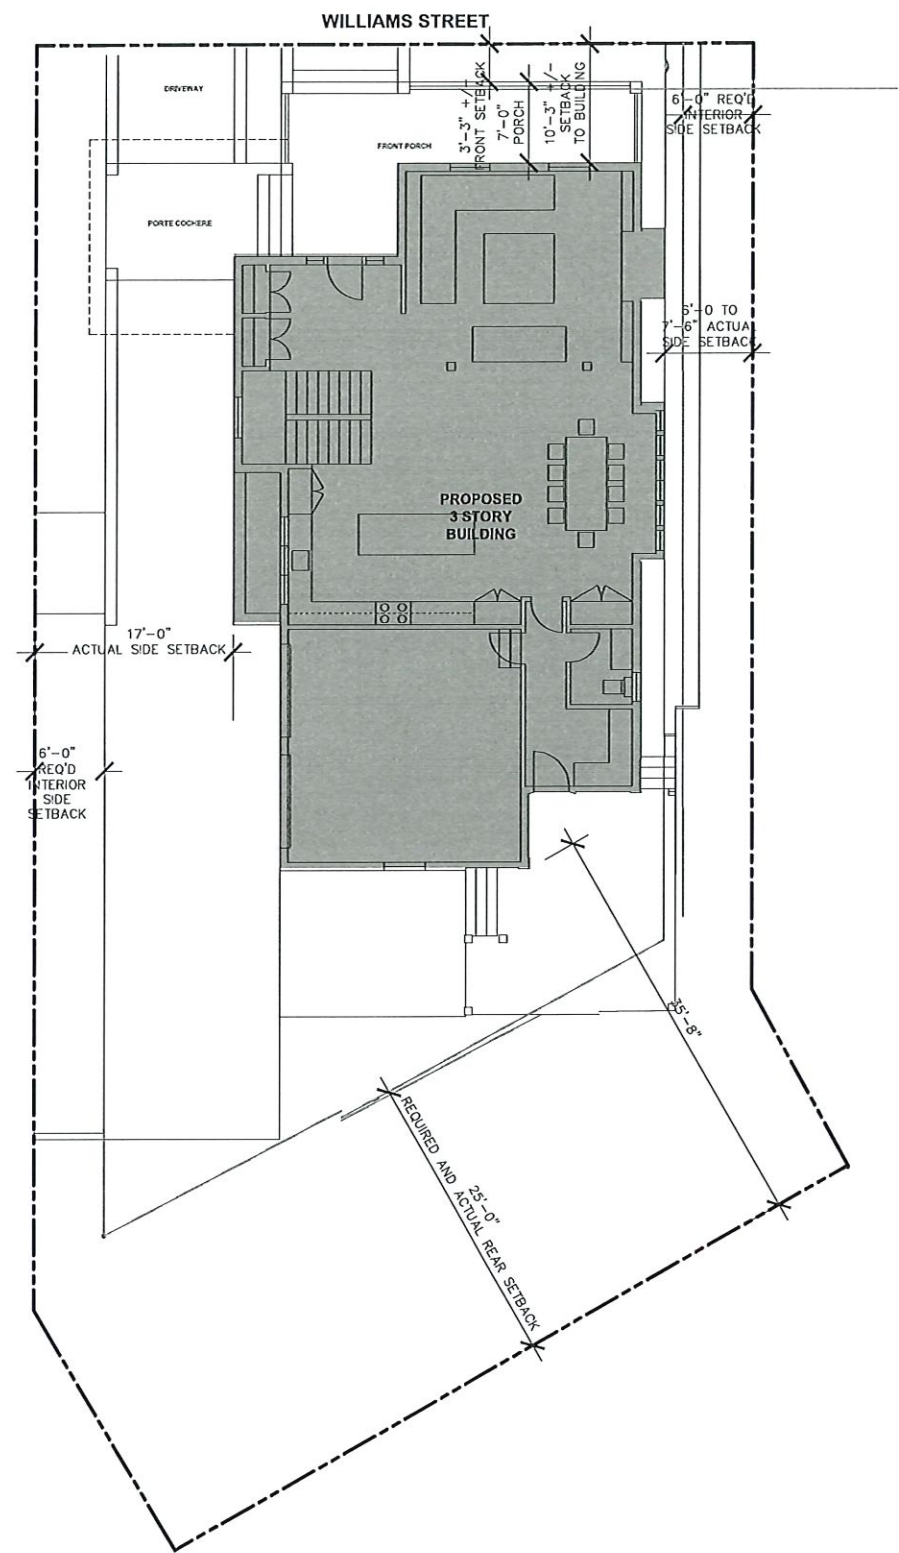 WILLIAMS STREET
DRIVEWAY
3'-3" +/-
FRONT SETBACK
7'-0"
PORCH
10'-3" +/-
SETBACK
TO BUILDING
6'-0" REQ'D
INTERIOR
SIDE SETBACK
FRONT PORCH
PORTE COCHERE
6'-0 TO
7'-6" ACTUAL
SIDE SETBACK
PROPOSED
3 STORY
BUILDING
17'-0"
ACTUAL SIDE SETBACK
6'-0"
REQ'D
INTERIOR
SIDE
SETBACK
35'-8"
25'-0"
REQUIRED AND ACTUAL REAR SETBACK